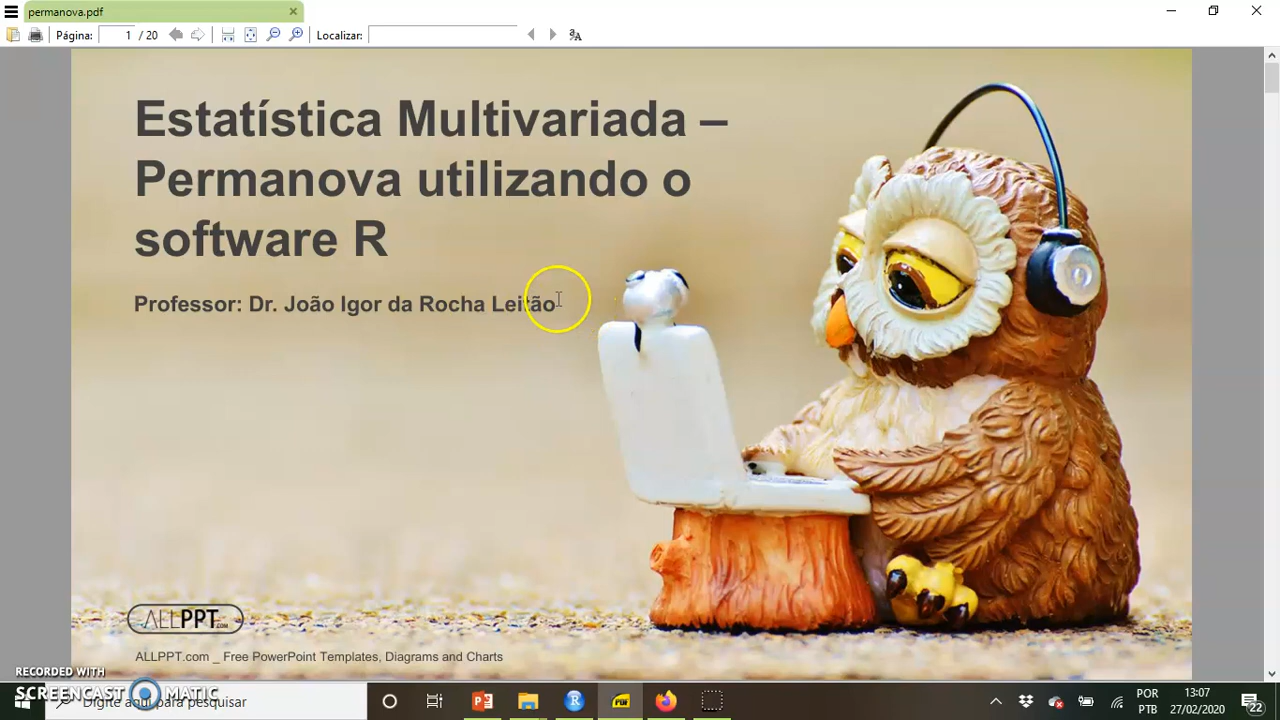 permanova.pdf
Página: 1 / 20 Localizar:
Estatística Multivariada –
Permanova utilizando o
software R
Professor: Dr. João Igor da Rocha Leitão
ALLPPT.com
ALLPPT.com _ Free PowerPoint Templates, Diagrams and Charts
RECORDED WITH
SCREENCAST MATIC
Digite aqui para pesquisar
POR
PTB
13:07
27/02/2020
22